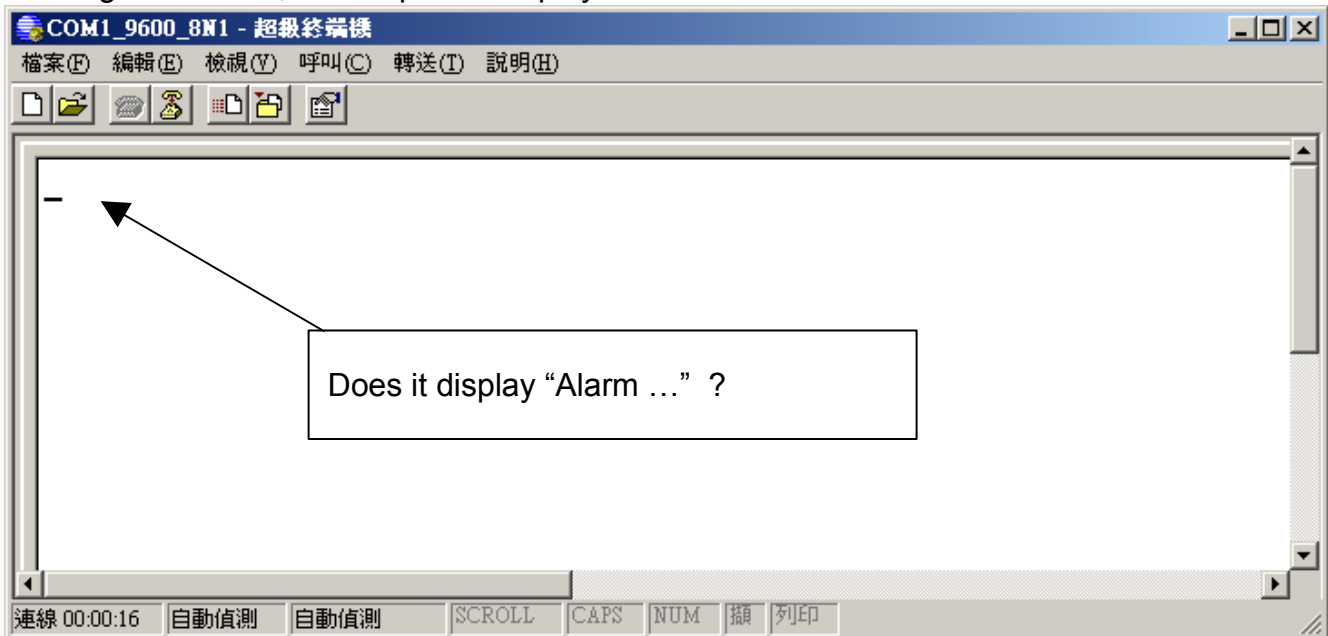 COM1_9600_8N1 - 超級終端機
檔案(F) 編輯(E) 檢視(V) 呼叫(C) 轉送(T) 說明(H)
Does it display “Alarm …” ?
連線 00:00:16 自動偵測 自動偵測 SCROLL CAPS NUM 擷 列印